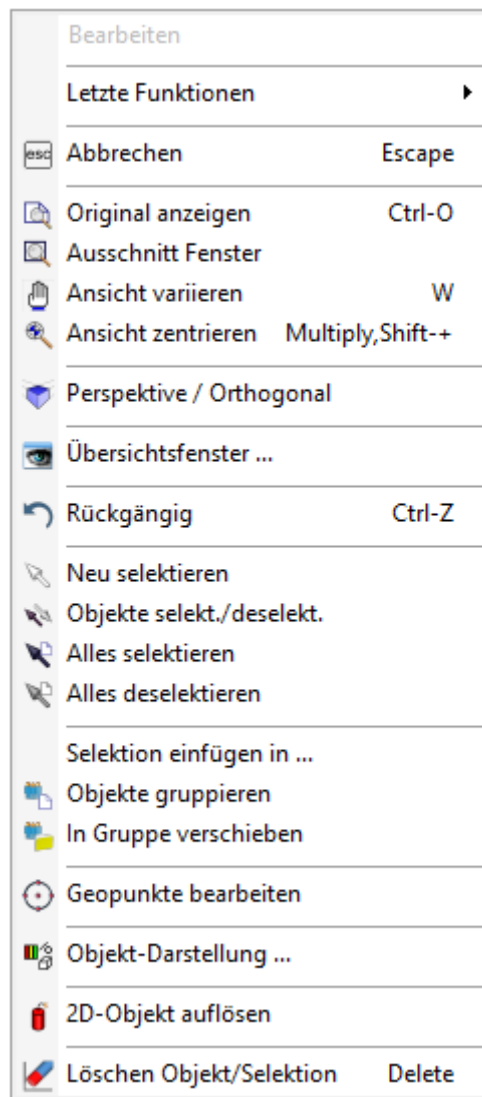 Bearbeiten
Letzte Funktionen
esc Abbrechen Escape
Original anzeigen Ctrl-O
Ausschnitt Fenster
Ansicht variieren W
Ansicht zentrieren Multiply,Shift-+
Perspektive / Orthogonal
Übersichtsfenster ...
Rückgängig Ctrl-Z
Neu selektieren
Objekte selekt./deselekt.
Alles selektieren
Alles deselektieren
Selektion einfügen in ...
Objekte gruppieren
In Gruppe verschieben
Geopunkte bearbeiten
Objekt-Darstellung ...
2D-Objekt auflösen
Löschen Objekt/Selektion Delete